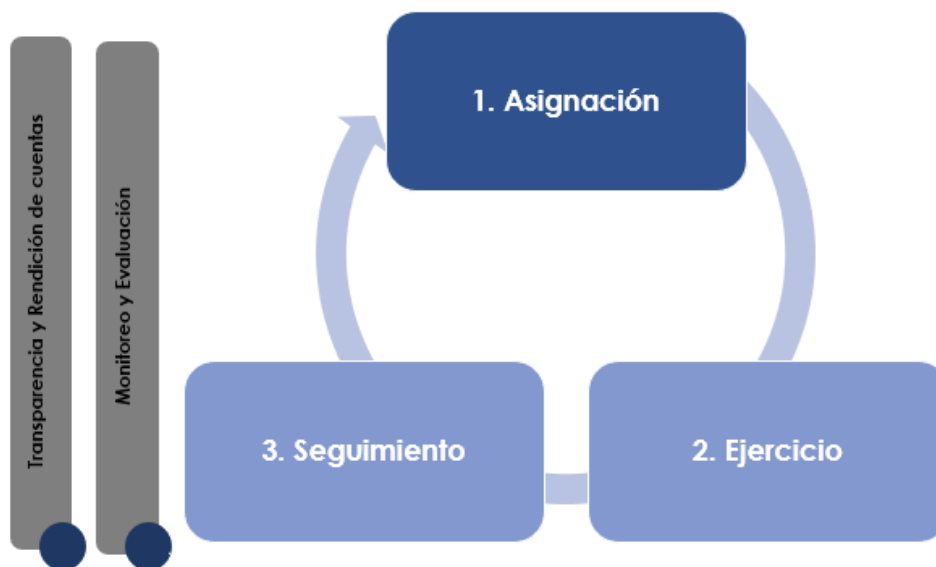 Transparencia y Rendición de cuentas
Monitoreo y Evaluación
1. Asignación
3. Seguimiento
2. Ejercicio